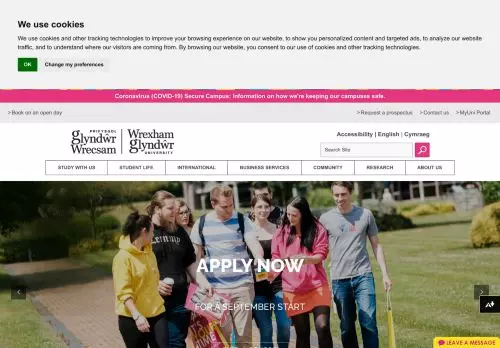 We use cookies
We use cookies and other tracking technologies to improve your browsing experience on our website, to show you personalized content and targeted ads, to analyze our website
traffic, and to understand where our visitors are coming from. By browsing our website, you consent to our use of cookies and other tracking technologies.
OK Change my preferences
Coronavirus (COVID-19) Secure Campus: Information on how we're keeping our campuses safe.
> Book on an open day > Request a prospectus > Contact us > MyUni Portal
PRIFYSGOL
glyndŵr
Wrecsam
Wrexham
glyndŵr
UNIVERSITY
Accessibility | English | Cymraeg
Search Site
STUDY WITH US STUDENT LIFE INTERNATIONAL BUSINESS SERVICES COMMUNITY RESEARCH ABOUT US
APPLY NOW
FOR A SEPTEMBER START
LEAVE A MESSAGE